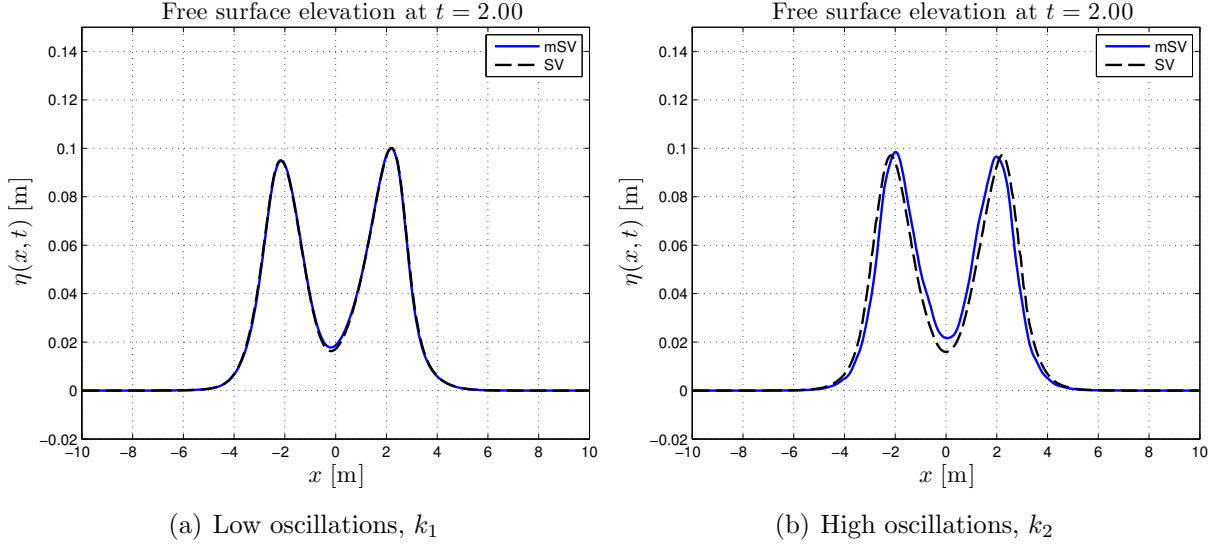 Free surface elevation at t = 2.00
mSV
SV
0.14
0.12
0.1
0.08
0.06
0.04
0.02
0
−0.02
η(x, t) [m]
−10 −8 −6 −4 −2 0 2 4 6 8 10
x [m]
(a) Low oscillations, k₁
Free surface elevation at t = 2.00
mSV
SV
0.14
0.12
0.1
0.08
0.06
0.04
0.02
0
−0.02
η(x, t) [m]
−10 −8 −6 −4 −2 0 2 4 6 8 10
x [m]
(b) High oscillations, k₂